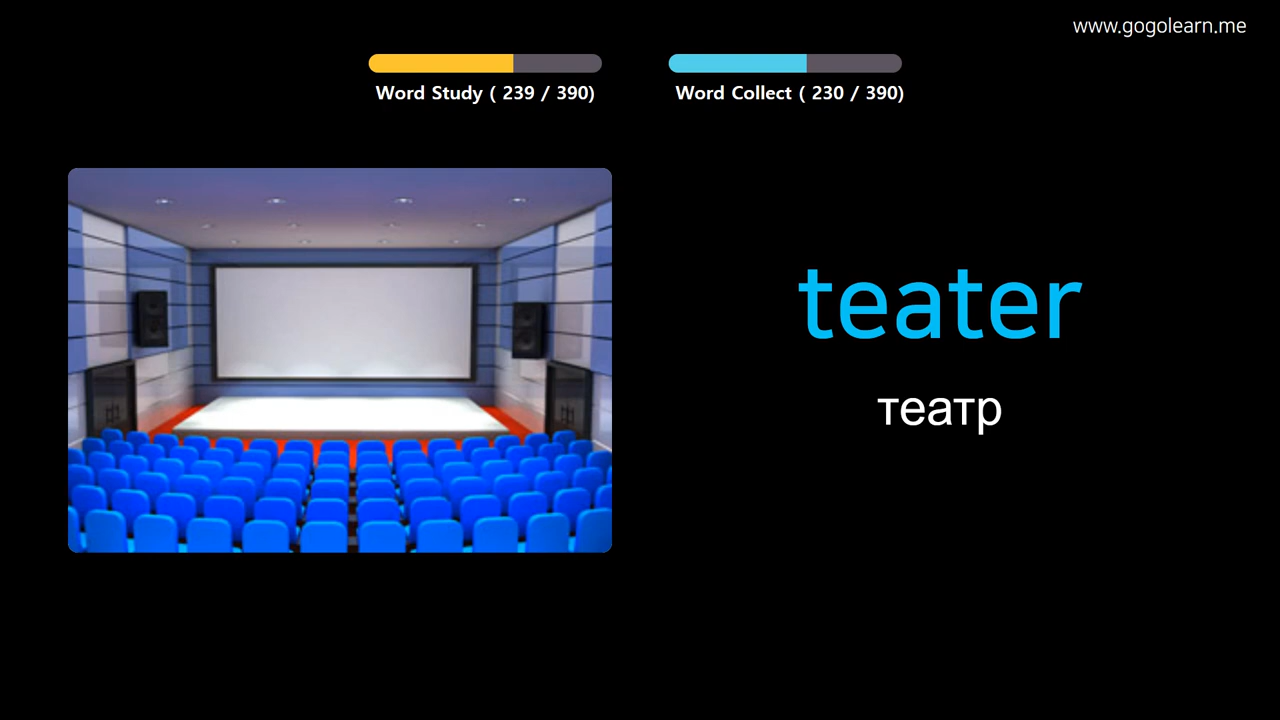 www.gogolearn.me
Word Study ( 239 / 390)
Word Collect ( 230 / 390)
teater
театр